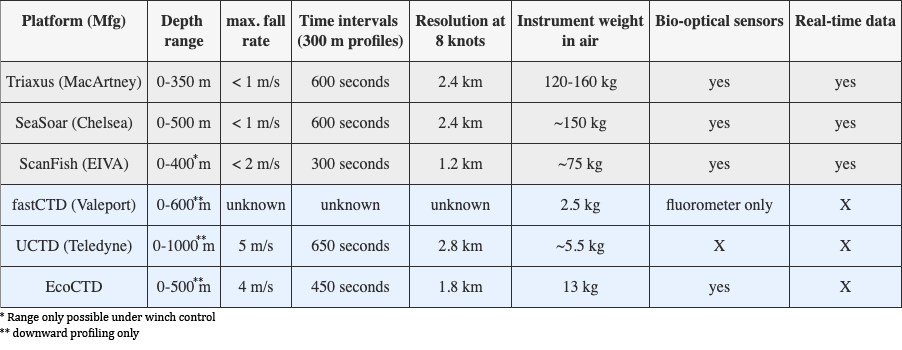 Platform (Mfg) Depth range max. fall rate Time intervals (300 m profiles) Resolution at 8 knots Instrument weight in air Bio-optical sensors Real-time data
Triaxus (MacArtney) 0-350 m < 1 m/s 600 seconds 2.4 km 120-160 kg yes yes
SeaSoar (Chelsea) 0-500 m < 1 m/s 600 seconds 2.4 km ~150 kg yes yes
ScanFish (EIVA) 0-400*m < 2 m/s 300 seconds 1.2 km ~75 kg yes yes
fastCTD (Valeport) 0-600**m unknown unknown unknown 2.5 kg fluorometer only X
UCTD (Teledyne) 0-1000**m 5 m/s 650 seconds 2.8 km ~5.5 kg X X
EcoCTD 0-500**m 4 m/s 450 seconds 1.8 km 13 kg yes X
* Range only possible under winch control
** downward profiling only